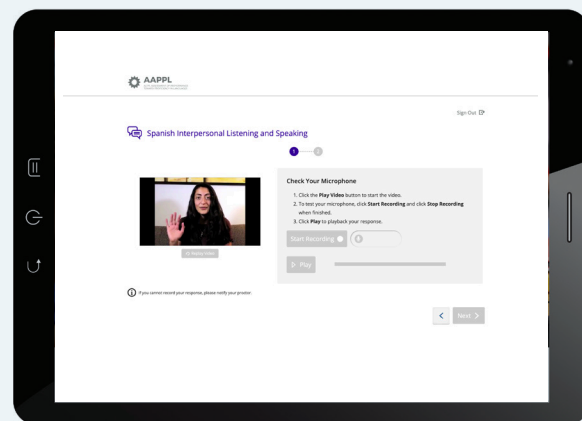 AAPPL
Sign Out
Spanish Interpersonal Listening and Speaking
1
2
Check Your Microphone
1. Click the Play Video button to start the video.
2. To test your microphone, click Start Recording and click Stop Recording
when finished.
3. Click Play to playback your response.
Start Recording
Replay Video
Play
If you cannot record your response, please notify your proctor.
Next